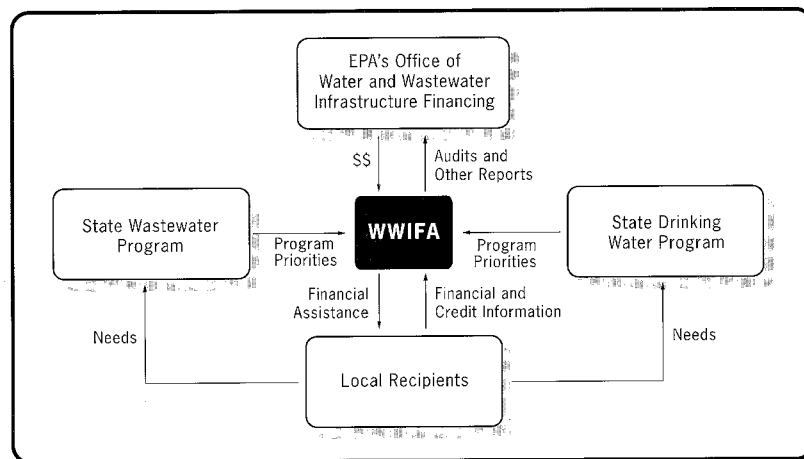 EPA's Office of
Water and Wastewater
Infrastructure Financing
$$
Audits and
Other Reports
State Wastewater
Program
Program
Priorities
WWIFA
Program
Priorities
State Drinking
Water Program
Financial
Assistance
Financial and
Credit Information
Needs
Local Recipients
Needs